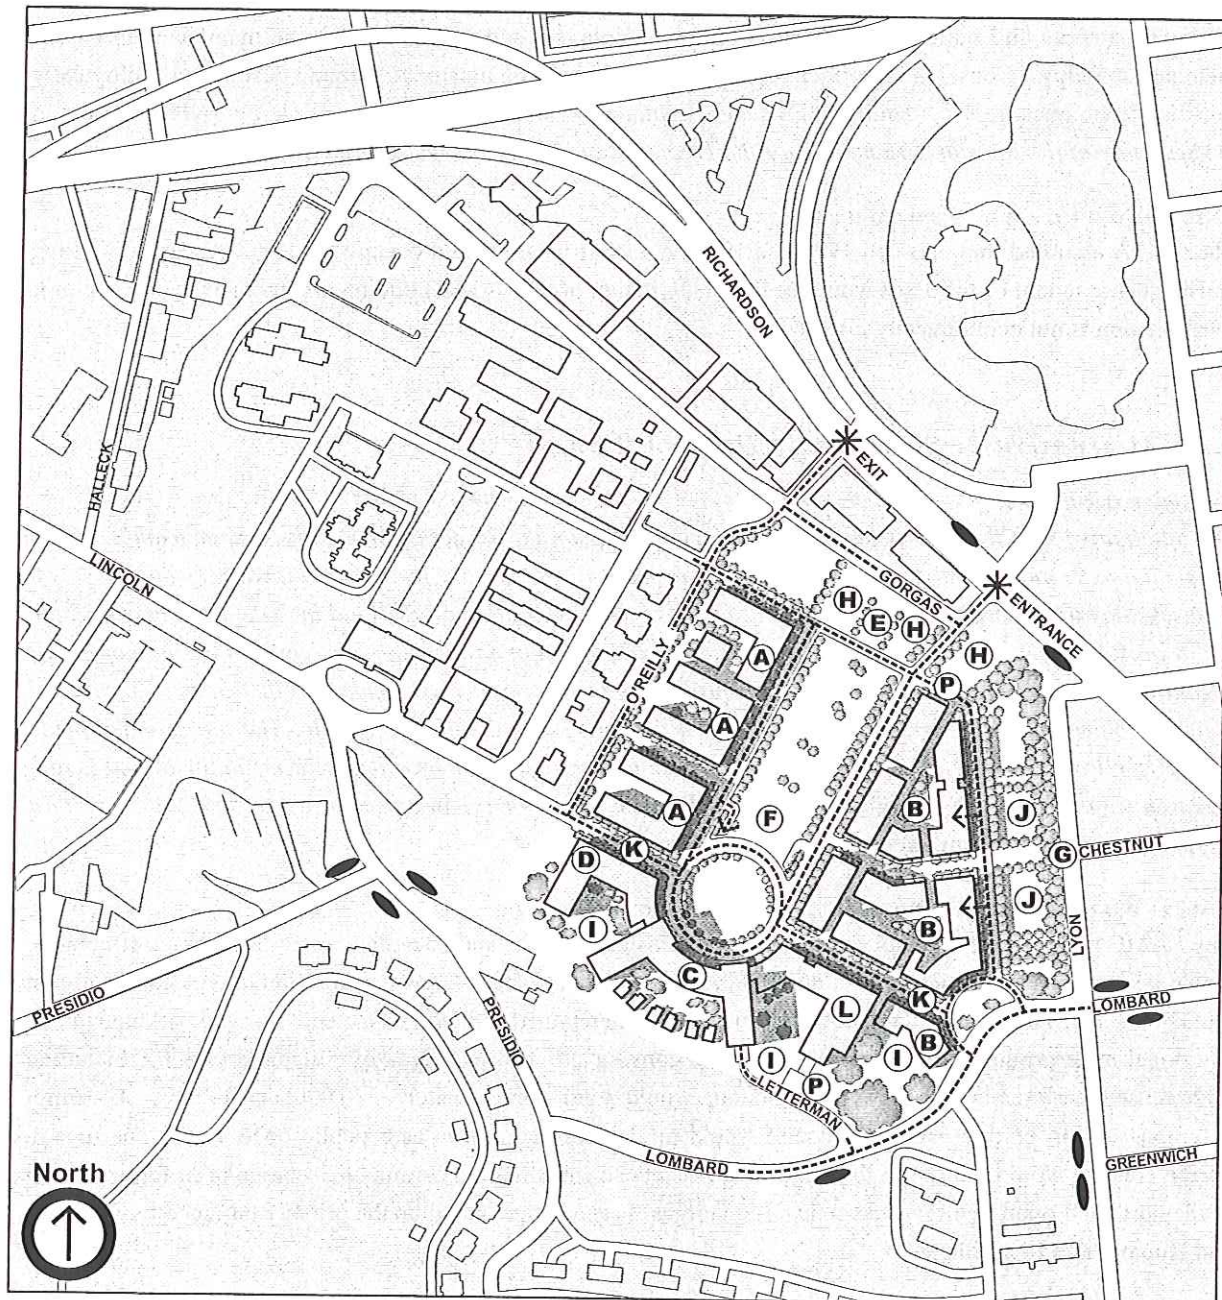 RICHARDSON
EXIT
HALLECK
LINCOLN
GORGAS
ENTRANCE
H
E
H
H
O'REILLY
A
P
A
B
J
A
F
G
CHESTNUT
K
D
J
B
I
LYON
C
K
LOMBARD
PRESIDIO
PRESIDIO
L
B
I
I
P
LETTERMAN
LOMBARD
GREENWICH
North